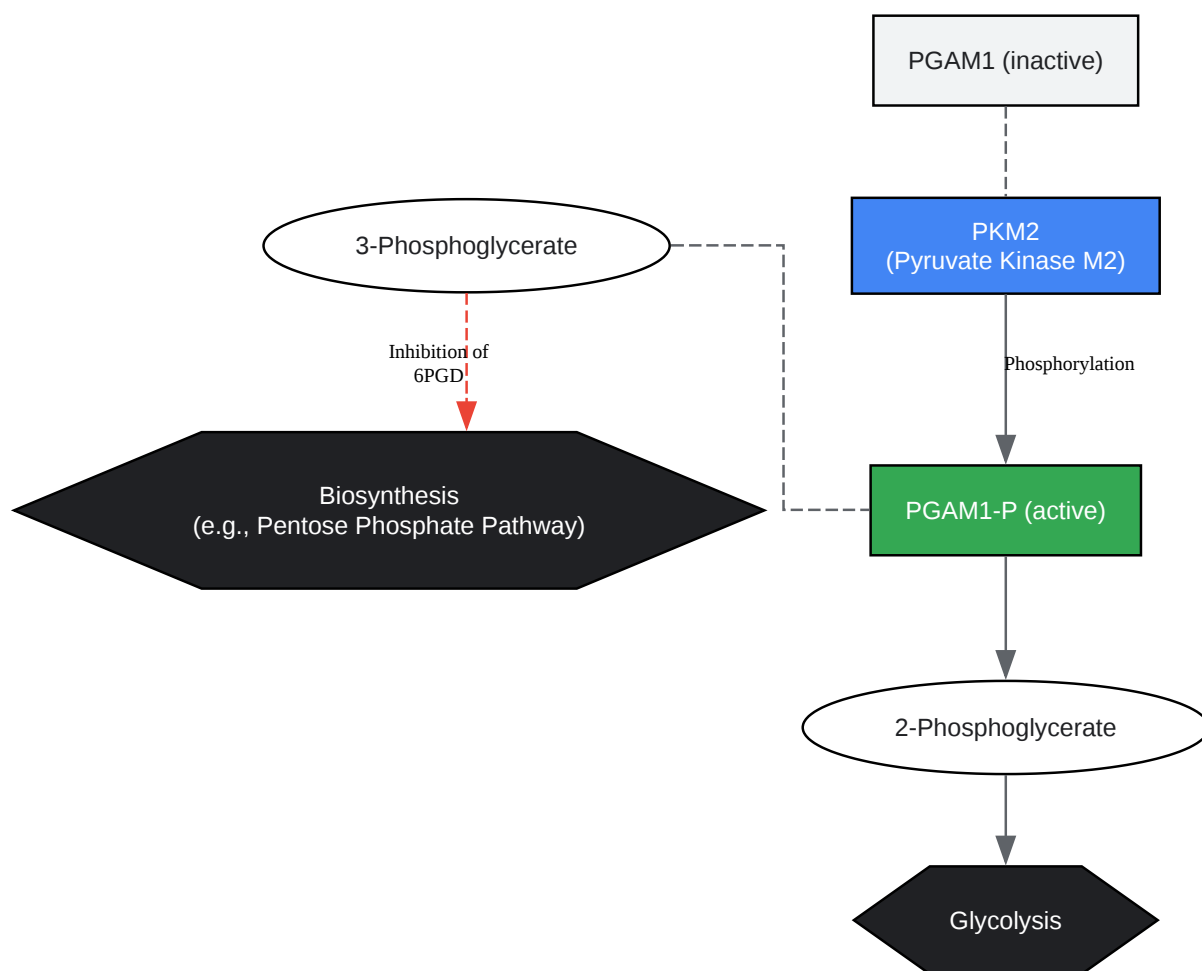 PGAM1 (inactive)
3-Phosphoglycerate
PKM2
(Pyruvate Kinase M2)
Inhibition of
6PGD
Phosphorylation
Biosynthesis
(e.g., Pentose Phosphate Pathway)
PGAM1-P (active)
2-Phosphoglycerate
Glycolysis